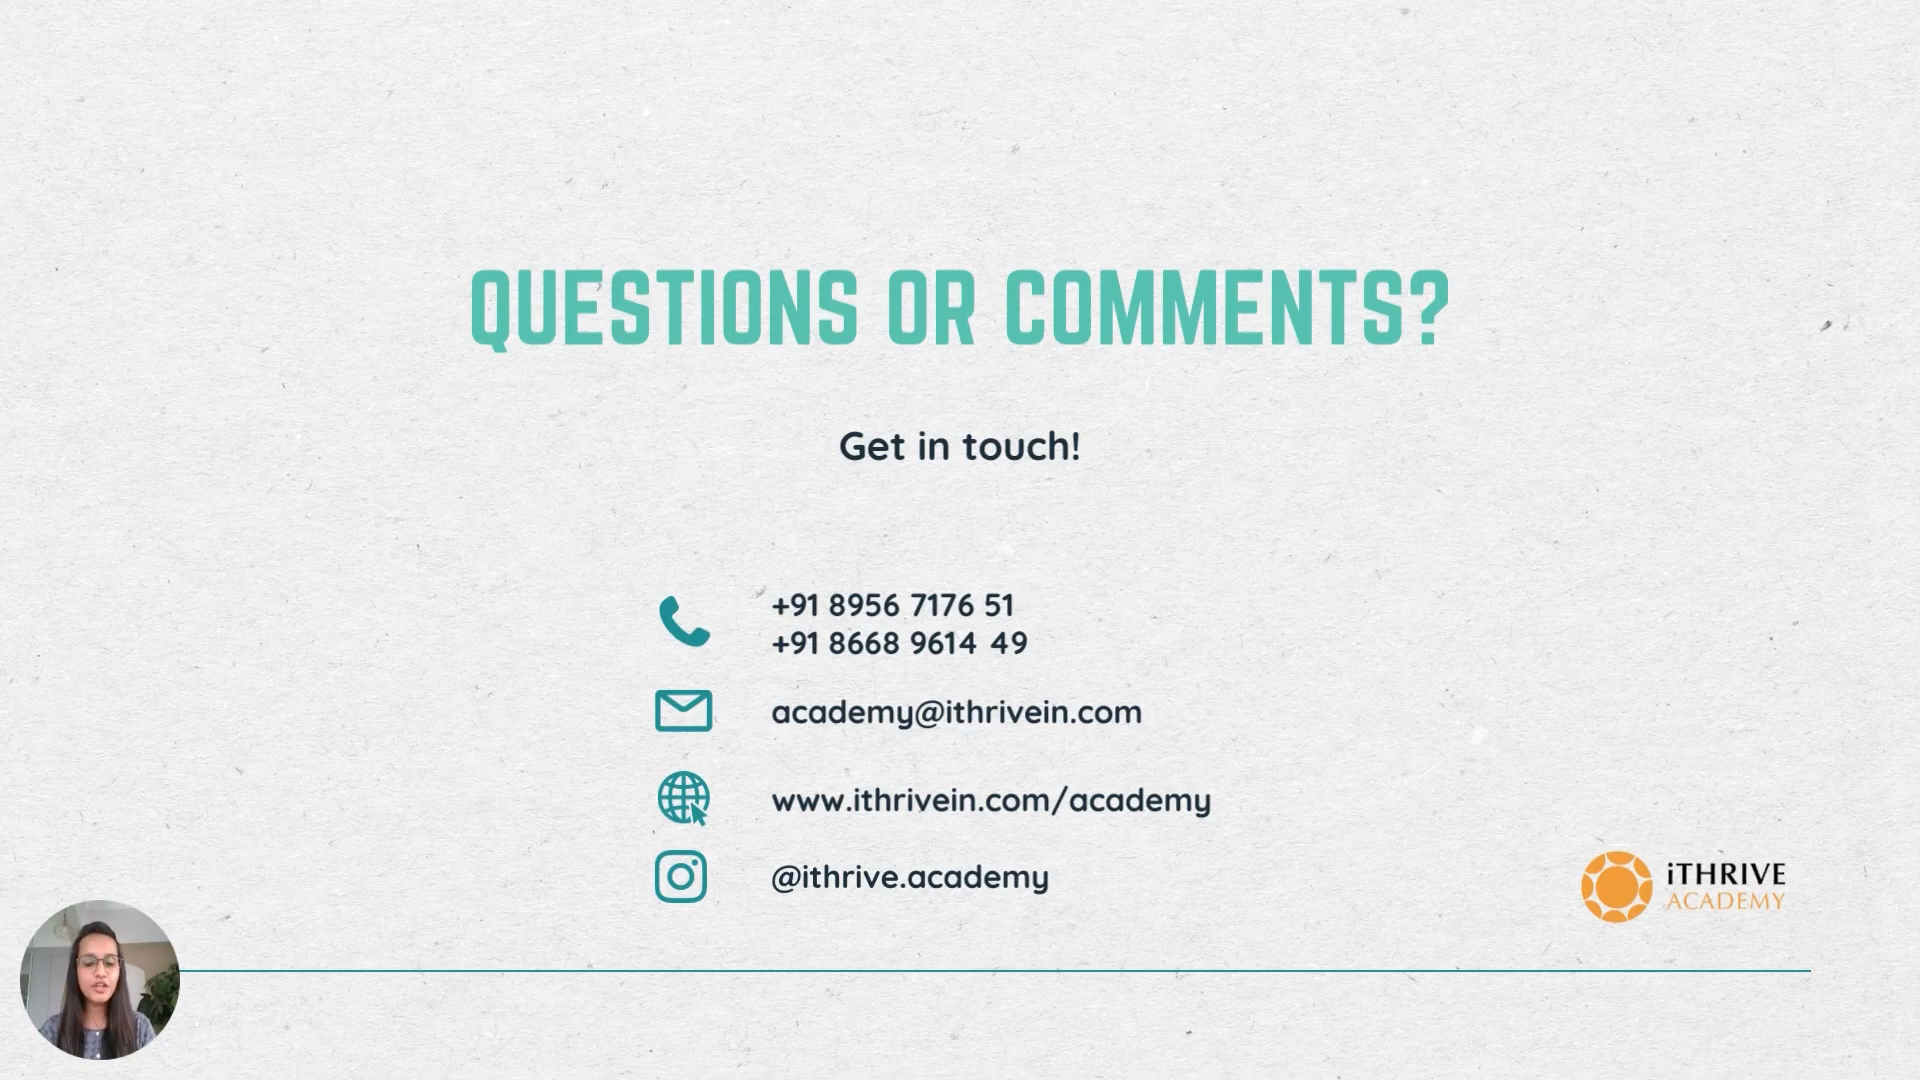 QUESTIONS OR COMMENTS?
Get in touch!
+91 8956 7176 51
+91 8668 9614 49
academy@ithrivein.com
www.ithrivein.com/academy
@ithrive.academy
iTHRIVE
ACADEMY